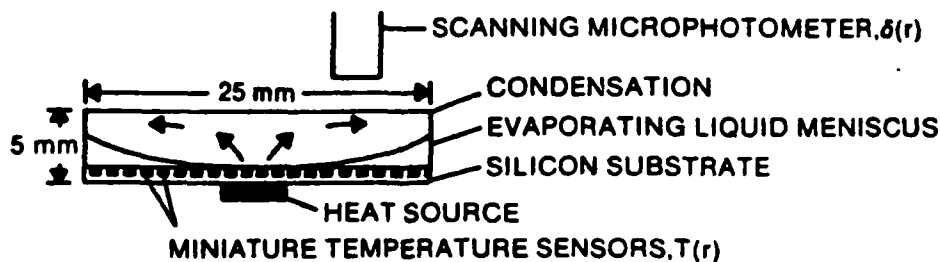 SCANNING MICROPHOTOMETER,δ(r)
25 mm
CONDENSATION
5 mm
EVAPORATING LIQUID MENISCUS
SILICON SUBSTRATE
HEAT SOURCE
MINIATURE TEMPERATURE SENSORS,T(r)